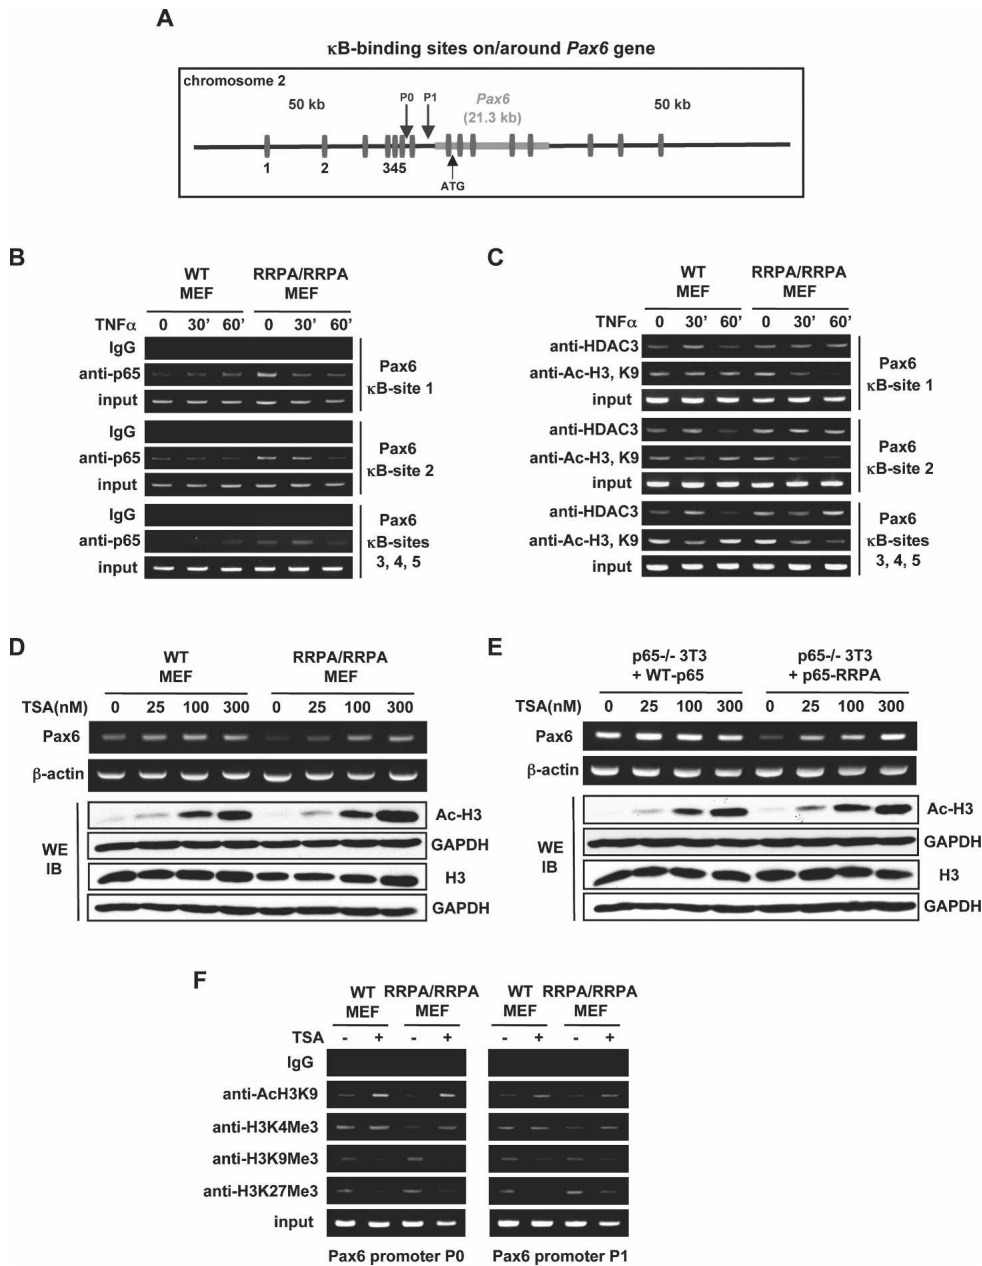 A
κB-binding sites on/around Pax6 gene
chromosome 2
50 kb
P0
P1
Pax6
(21.3 kb)
50 kb
1
2
345
ATG
B
WT
MEF
RRPA/RRPA
MEF
TNFα 0 30' 60' 0 30' 60'
IgG
anti-p65
input
Pax6
κB-site 1
IgG
anti-p65
input
Pax6
κB-site 2
IgG
anti-p65
input
Pax6
κB-sites
3, 4, 5
C
WT
MEF
RRPA/RRPA
MEF
TNFα 0 30' 60' 0 30' 60'
anti-HDAC3
anti-Ac-H3, K9
input
Pax6
κB-site 1
anti-HDAC3
anti-Ac-H3, K9
input
Pax6
κB-site 2
anti-HDAC3
anti-Ac-H3, K9
input
Pax6
κB-sites
3, 4, 5
D
WT
MEF
RRPA/RRPA
MEF
TSA(nM) 0 25 100 300 0 25 100 300
Pax6
β-actin
WE
IB
Ac-H3
GAPDH
H3
GAPDH
E
p65-/- 3T3
+ WT-p65
p65-/- 3T3
+ p65-RRPA
TSA(nM) 0 25 100 300 0 25 100 300
Pax6
β-actin
WE
IB
Ac-H3
GAPDH
H3
GAPDH
F
WT
MEF
RRPA/RRPA
MEF
WT
MEF
RRPA/RRPA
MEF
TSA - + - + - + - +
IgG
anti-AcH3K9
anti-H3K4Me3
anti-H3K9Me3
anti-H3K27Me3
input
Pax6 promoter P0
Pax6 promoter P1